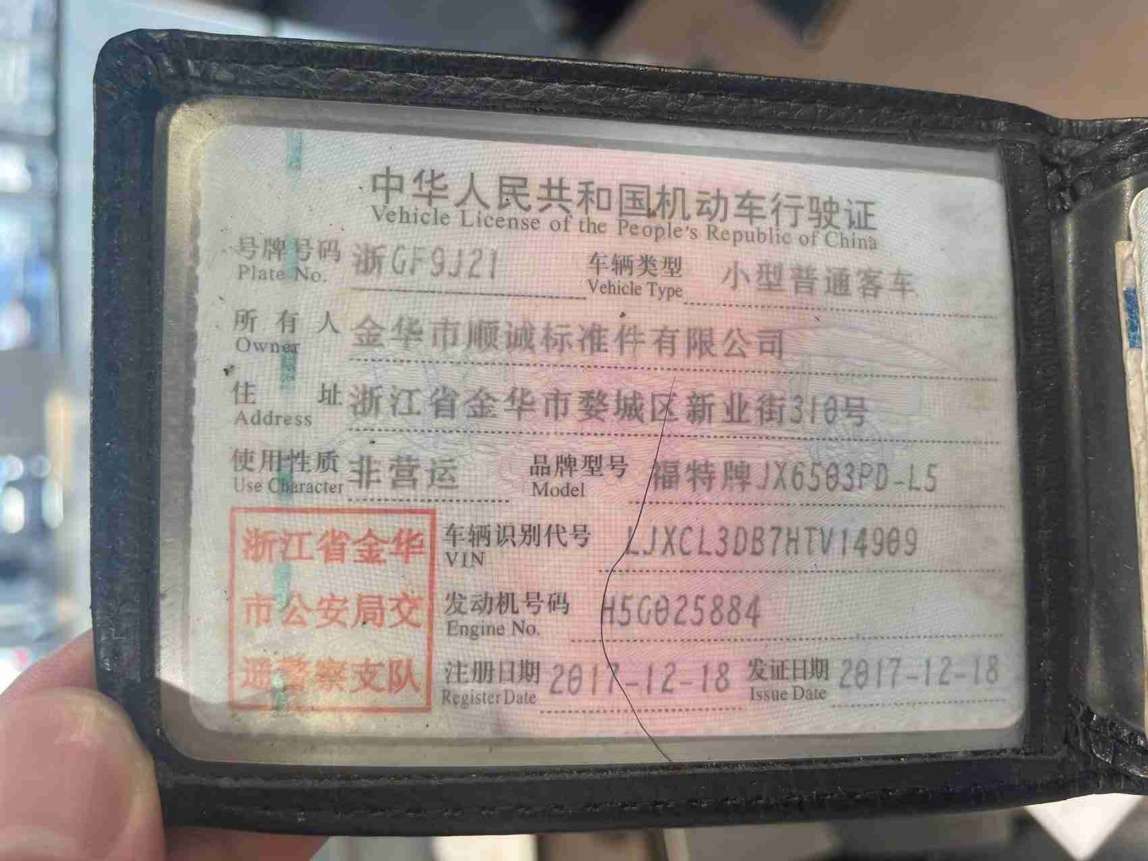 中华人民共和国机动车行驶证
Vehicle License of the People's Republic of China
号牌号码 浙GF9J21 车辆类型 小型普通客车
Plate No. Vehicle Type
所有人 金华市顺诚标准件有限公司
Owner
住址 浙江省金华市婺城区新业街310号
Address
使用性质 非营运 品牌型号 福特牌JX6503PD-L5
Use Character Model
浙江省金华 车辆识别代号 LJXCL3DB7HTV14909
VIN
市公安局交 发动机号码 H5G025884
Engine No.
通警察支队 注册日期 2017-12-18 发证日期 2017-12-18
Register Date Issue Date